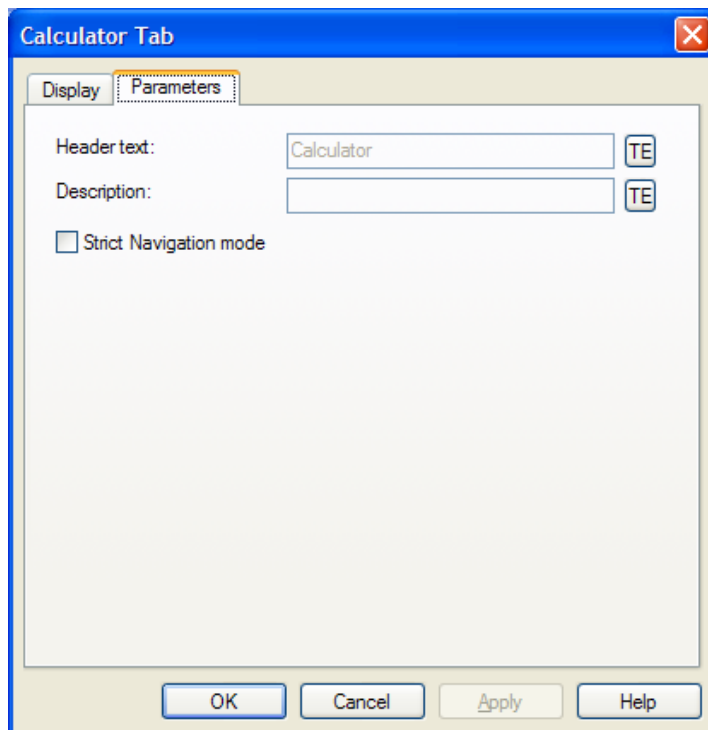 Calculator Tab
Display Parameters
Header text: Calculator TE
Description: TE
Strict Navigation mode
OK Cancel Apply Help